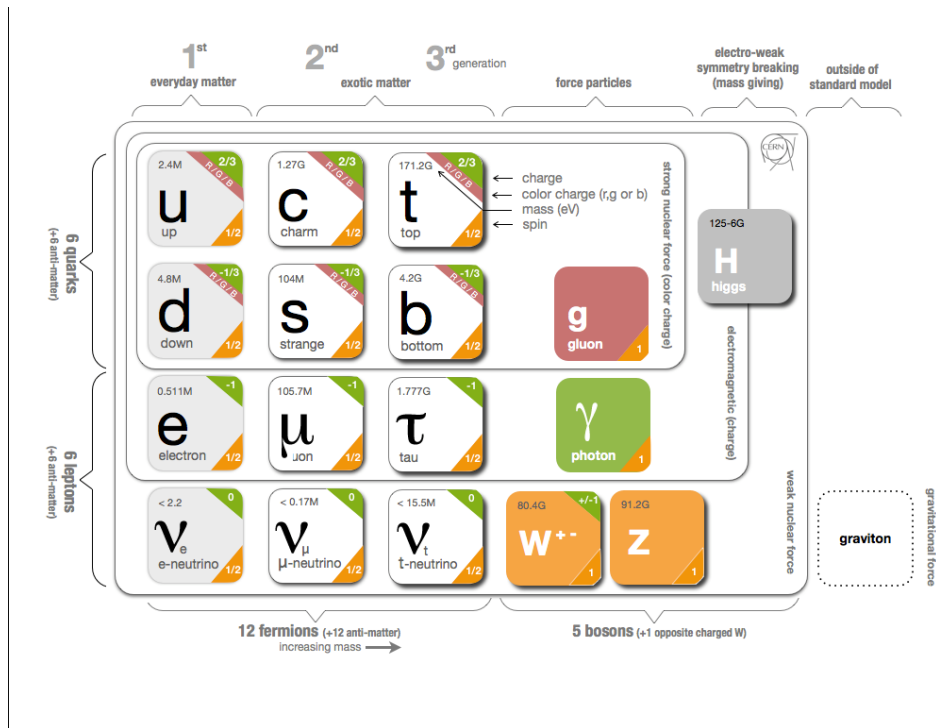 1st
everyday matter
2nd
exotic matter
3rd
generation
force particles
electro-weak
symmetry breaking
(mass giving)
outside of
standard model
CERN
6 quarks
(+6 anti-matter)
2.4M
2/3
R/G/B
u
up
1/2
1.27G
2/3
R/G/B
c
charm
1/2
171.2G
2/3
R/G/B
t
top
1/2
charge
color charge (r,g or b)
mass (eV)
spin
strong nuclear force (color charge)
125-6G
H
higgs
4.8M
-1/3
R/G/B
d
down
1/2
104M
-1/3
R/G/B
s
strange
1/2
4.2G
-1/3
R/G/B
b
bottom
1/2
g
gluon
1
electromagnetic (charge)
6 leptons
(+6 anti-matter)
0.511M
-1
e
electron
1/2
105.7M
-1
μ
uon
1/2
1.777G
-1
τ
tau
1/2
γ
photon
1
weak nuclear force
< 2.2
0
νe
e-neutrino
1/2
< 0.17M
0
νμ
μ-neutrino
1/2
< 15.5M
0
νt
t-neutrino
1/2
80.4G
+/-1
W+-
1
91.2G
Z
1
graviton
gravitational force
12 fermions (+12 anti-matter)
increasing mass
5 bosons (+1 opposite charged W)